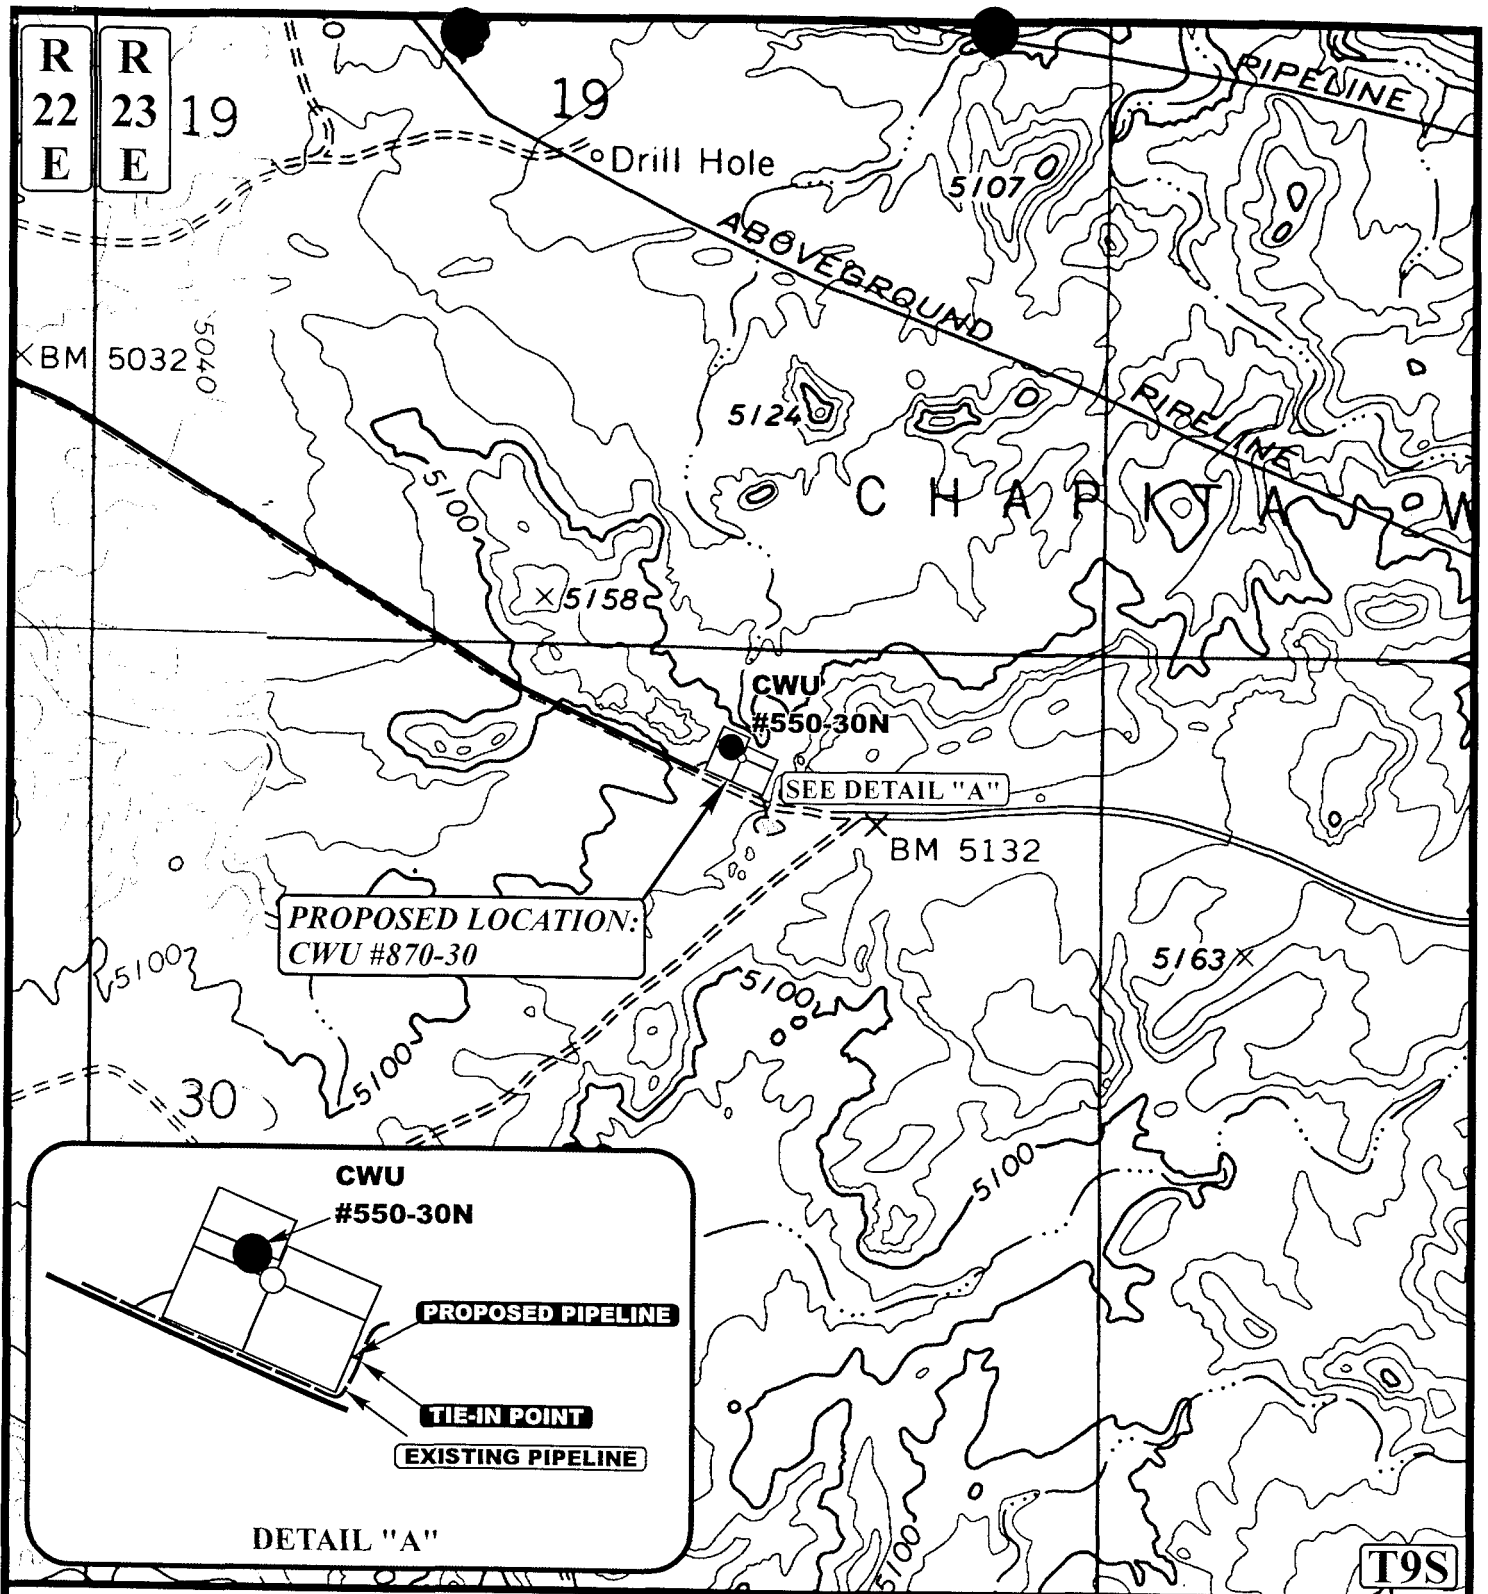 R
22
E
R
23
E
19
19
Drill Hole
PIPELINE
5107
ABOVEGROUND
PIPELINE
BM 5032
5040
5124
5100
CHAPITA W
5158
CWU
#550-30N
SEE DETAIL "A"
BM 5132
PROPOSED LOCATION:
CWU #870-30
5163
5100
5100
5100
30
5100
CWU
#550-30N
PROPOSED PIPELINE
TIE-IN POINT
EXISTING PIPELINE
DETAIL "A"
5100
T9S